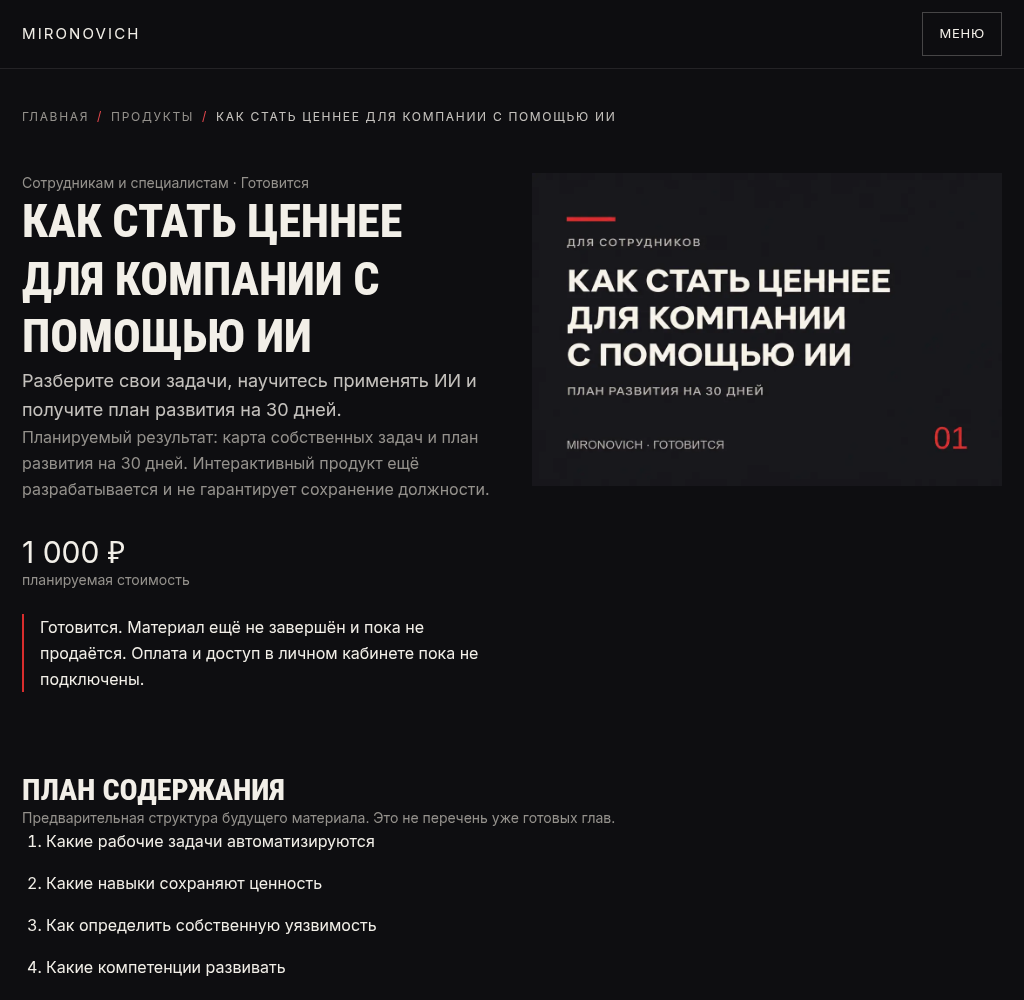 MIRONOVICH
МЕНЮ
ГЛАВНАЯ / ПРОДУКТЫ / КАК СТАТЬ ЦЕННЕЕ ДЛЯ КОМПАНИИ С ПОМОЩЬЮ ИИ
Сотрудникам и специалистам · Готовится
КАК СТАТЬ ЦЕННЕЕ
ДЛЯ КОМПАНИИ С
ПОМОЩЬЮ ИИ
Разберите свои задачи, научитесь применять ИИ и
получите план развития на 30 дней.
Планируемый результат: карта собственных задач и план
развития на 30 дней. Интерактивный продукт ещё
разрабатывается и не гарантирует сохранение должности.
1 000 ₽
планируемая стоимость
Готовится. Материал ещё не завершён и пока не
продаётся. Оплата и доступ в личном кабинете пока не
подключены.
ДЛЯ СОТРУДНИКОВ
КАК СТАТЬ ЦЕННЕЕ
ДЛЯ КОМПАНИИ
С ПОМОЩЬЮ ИИ
ПЛАН РАЗВИТИЯ НА 30 ДНЕЙ
MIRONOVICH · ГОТОВИТСЯ
01
ПЛАН СОДЕРЖАНИЯ
Предварительная структура будущего материала. Это не перечень уже готовых глав.
1. Какие рабочие задачи автоматизируются
2. Какие навыки сохраняют ценность
3. Как определить собственную уязвимость
4. Какие компетенции развивать